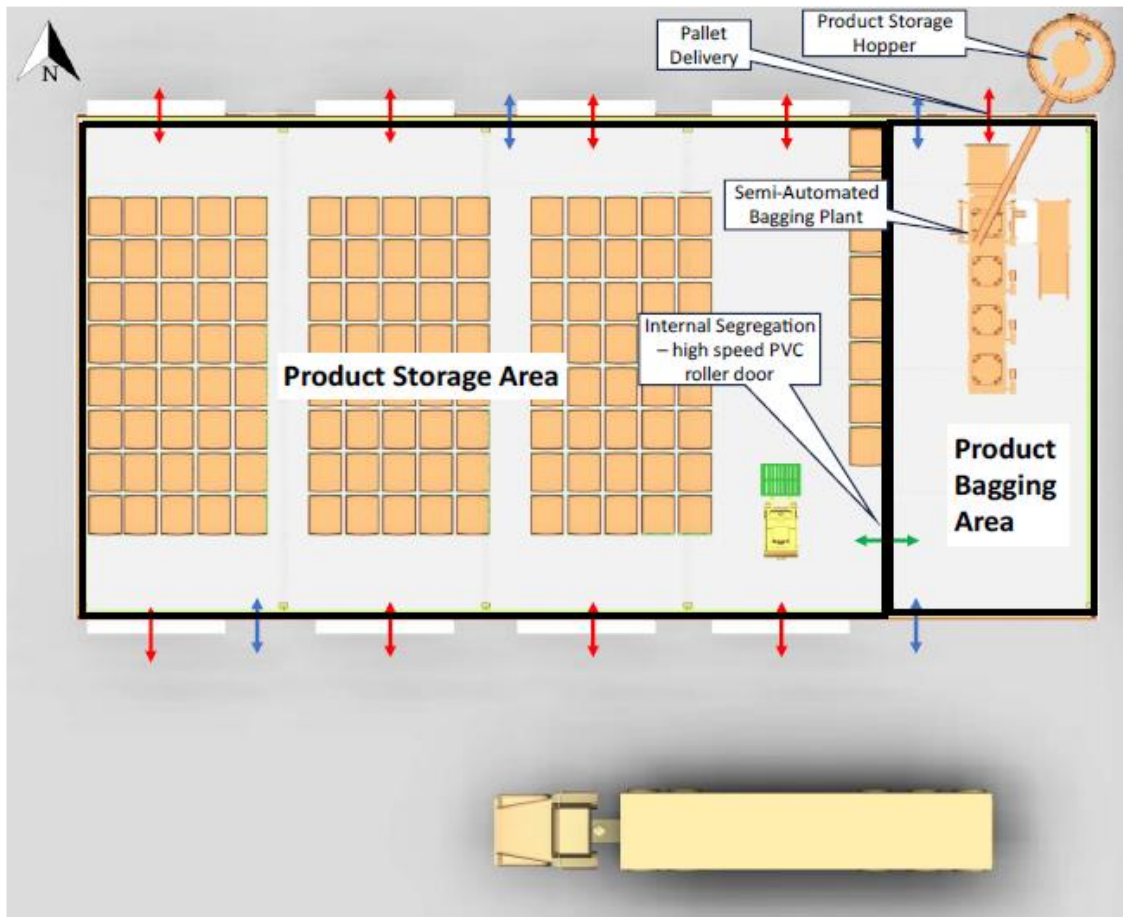 Product Storage
Hopper
Pallet
Delivery
N
Semi-Automated
Bagging Plant
Internal Segregation
– high speed PVC
roller door
Product Storage Area
Product
Bagging
Area